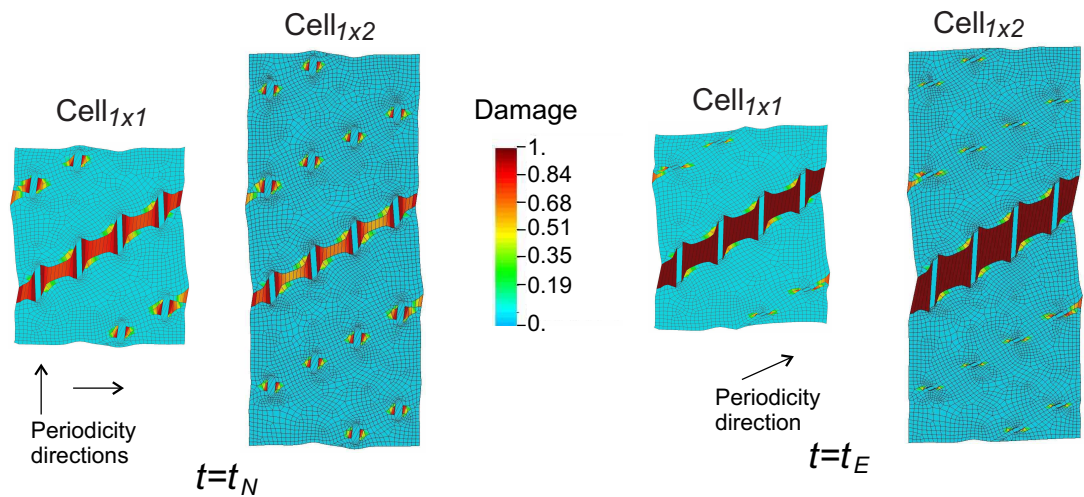 Cell1x1
Cell1x2
Damage
1.
0.84
0.68
0.51
0.35
0.19
0.
Periodicity
directions
t=tN
Cell1x1
Cell1x2
Periodicity
direction
t=tE